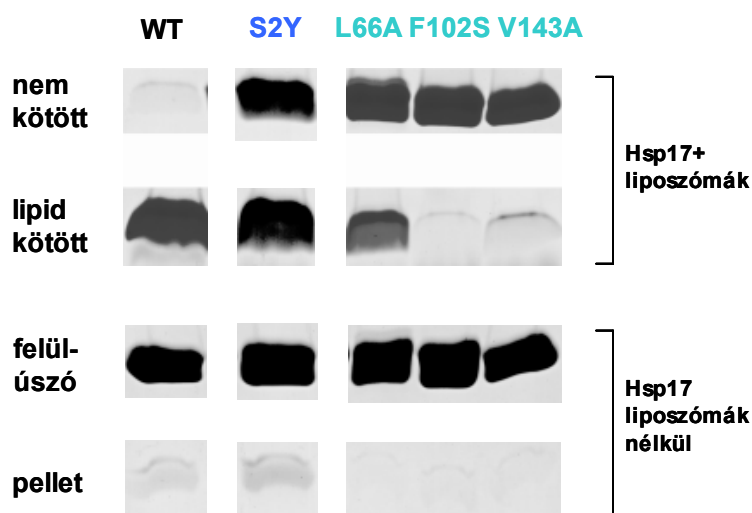 WT S2Y L66A F102S V143A
nem
kötött
lipid
kötött
Hsp17+
liposzómák
felül-
úszó
pellet
Hsp17
liposzómák
nélkül